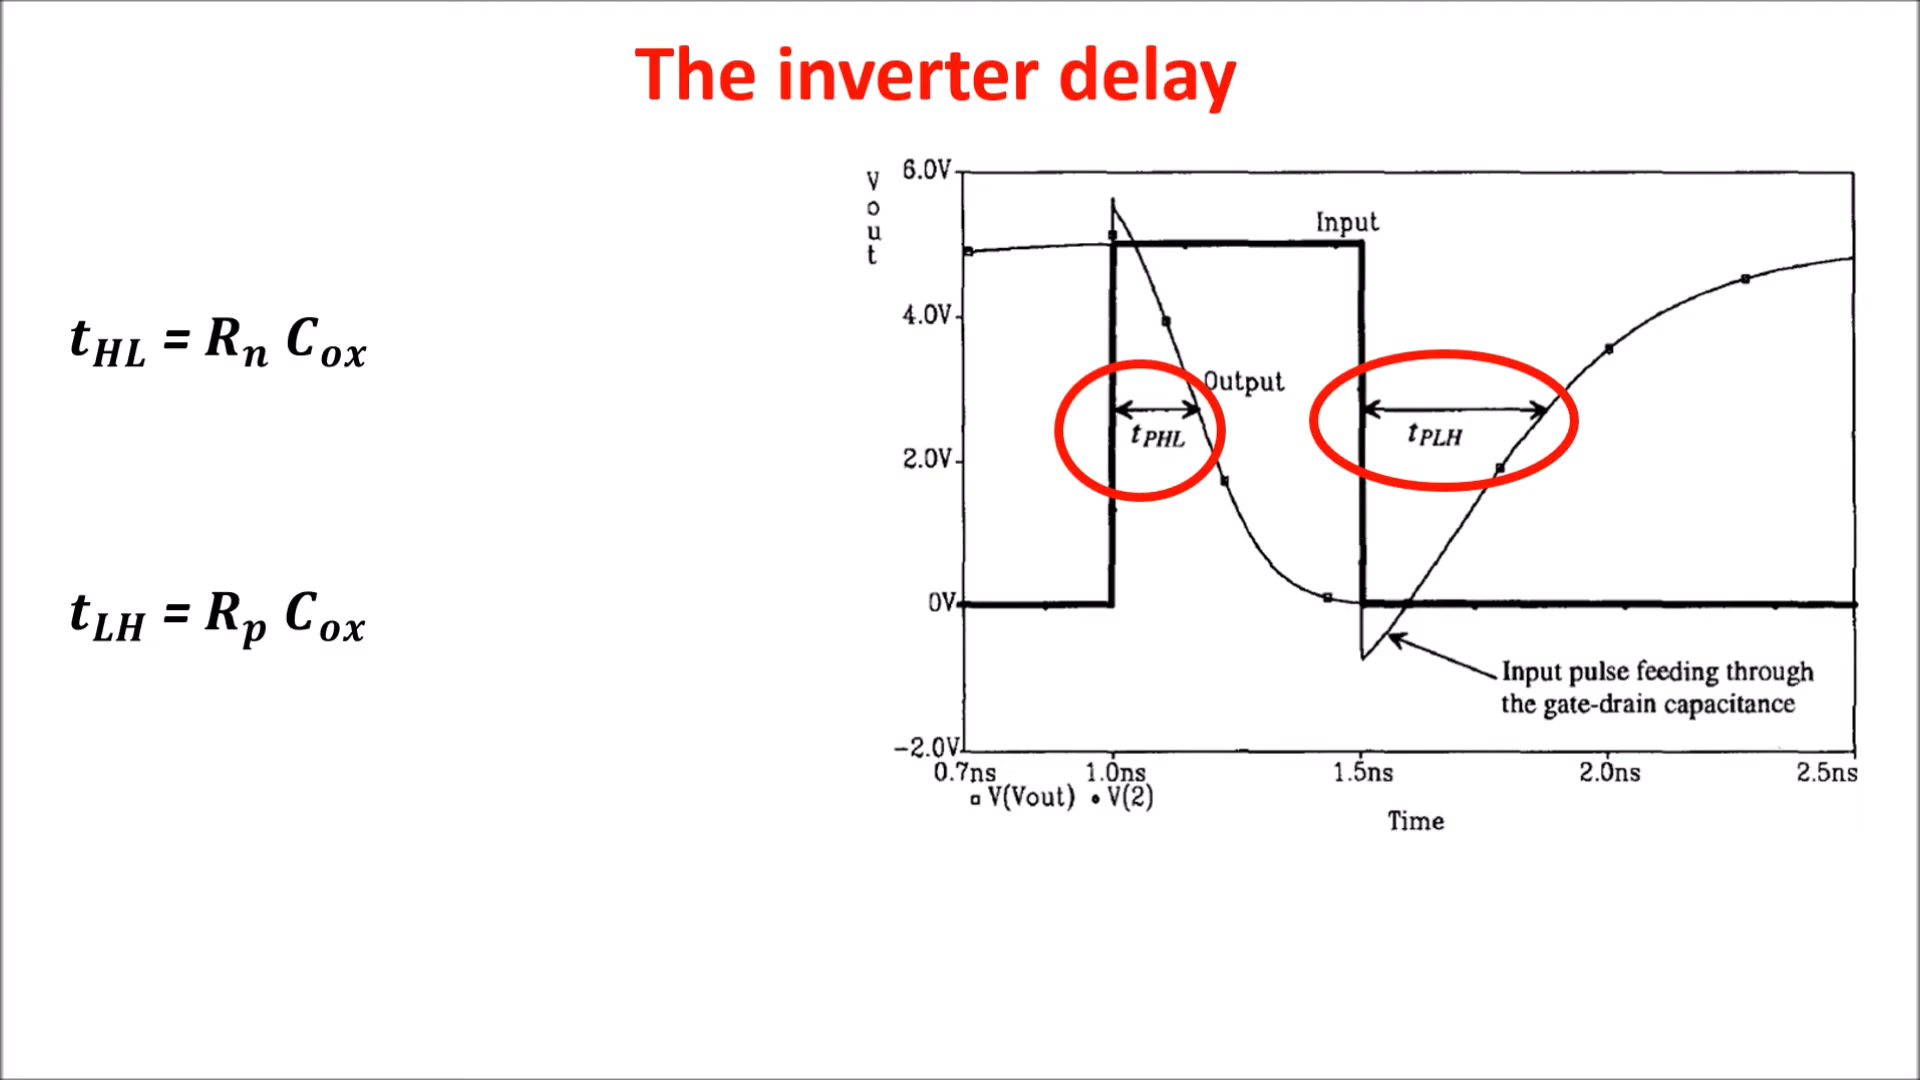 The inverter delay
t_HL = R_n C_ox
t_LH = R_p C_ox
Vout
6.0V
4.0V
2.0V
0V
-2.0V
Input
Output
t_PHL
t_PLH
Input pulse feeding through
the gate-drain capacitance
0.7ns 1.0ns 1.5ns 2.0ns 2.5ns
V(Vout) V(2)
Time